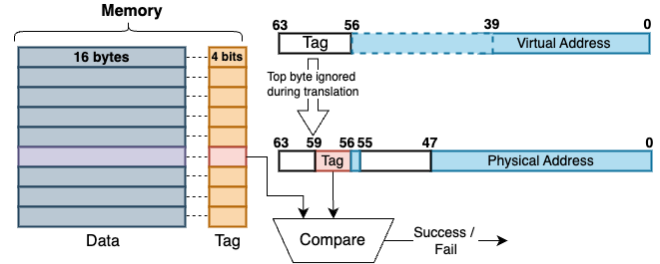 Memory
16 bytes
4 bits
Data
Tag
63 56 39 0
Tag
Virtual Address
Top byte ignored
during translation
63 59 56 55 47 0
Tag
Physical Address
Compare
Success /
Fail